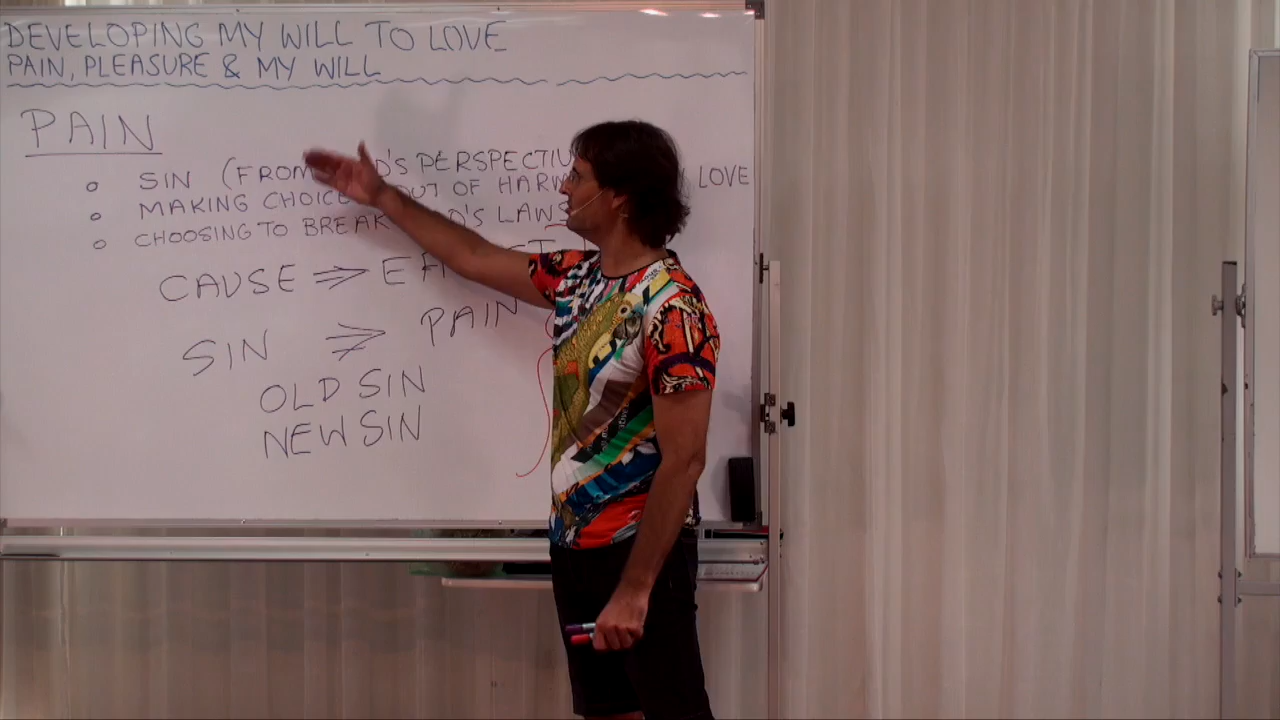 DEVELOPING MY WILL TO LOVE
PAIN, PLEASURE & MY WILL
PAIN
SIN (FROM PERSPECTIV
MAKING CHOIC OUT OF HARM LOVE
CHOOSING TO BREAK LAWS
CAUSE ⇒ EF
SIN ⇒ PAIN
OLD SIN
NEW SIN